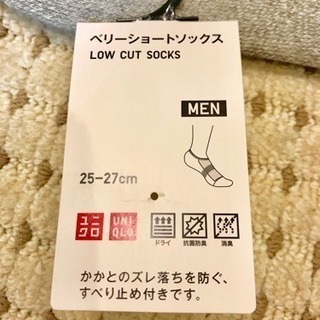 ベリーショートソックス
LOW CUT SOCKS
MEN
25-27cm
ユニ
クロ
UNI
QLO
ドライ
抗菌防臭
消臭
かかとのズレ落ちを防ぐ、
すべり止め付きです。